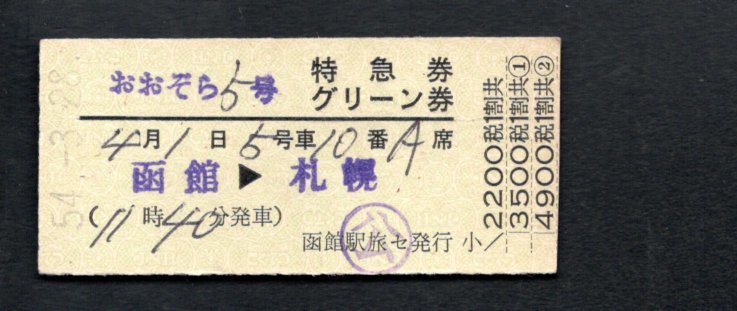 54.-3.28
おおぞら5号
特急券
グリーン券
4月1日5号車10番A席
函館▶札幌
(11時40分発車)
函館駅旅セ発行 小/
2200税1割共
3500税1割共①
4900税1割共②